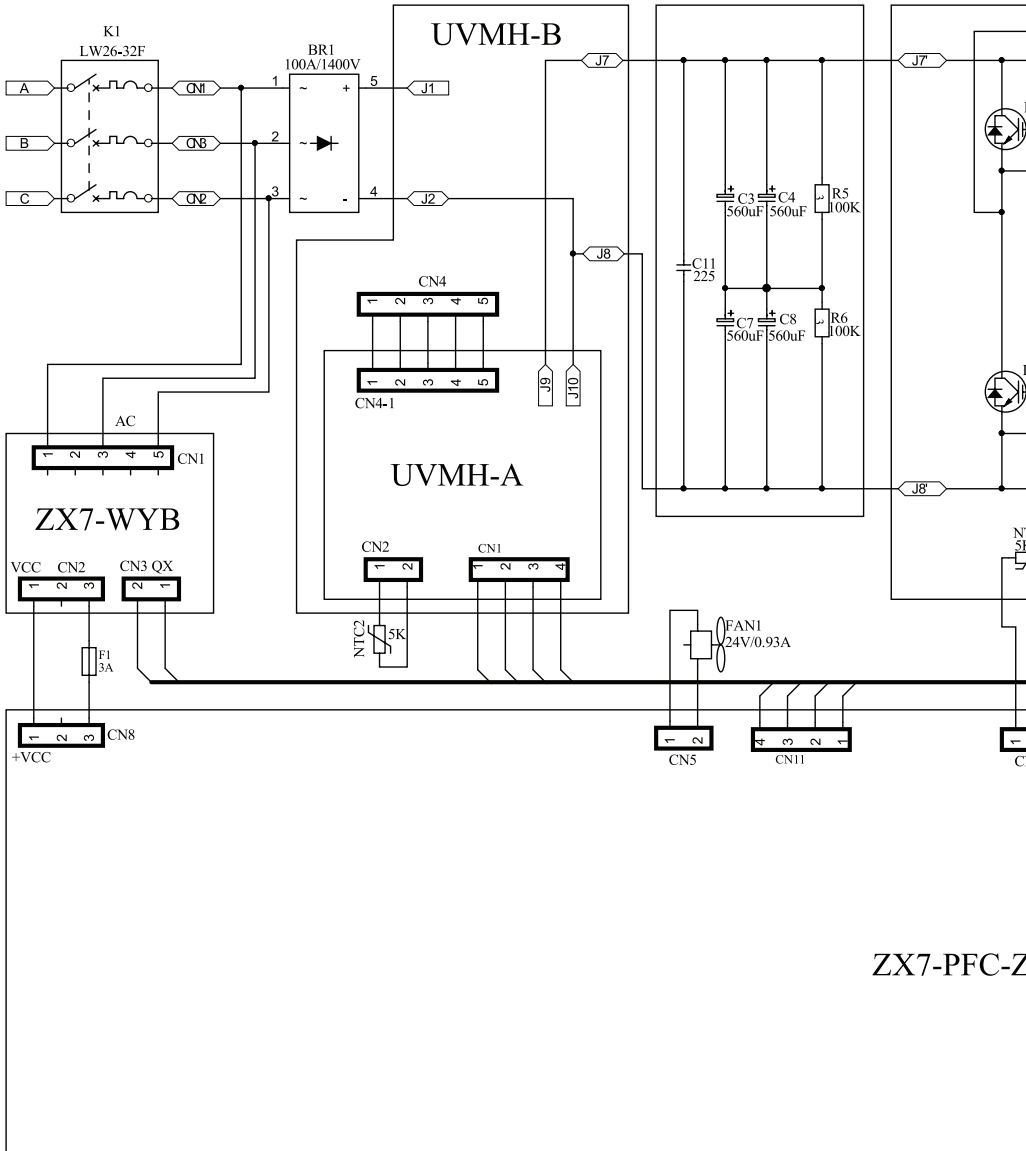 K1
LW26-32F
BR1
100A/1400V
UVMH-B
A
CN1
1
~
+
5
J1
J7
J7'
B
CN3
2
~
C
CN2
3
~
-
4
J2
J8
C3
560uF
C4
560uF
3
R5
100K
C11
225
C7
560uF
C8
560uF
3
R6
100K
CN4
1 2 3 4 5
1 2 3 4 5
CN4-1
J9
J10
AC
1 2 3 4 5
CN1
UVMH-A
J8'
ZX7-WYB
VCC CN2
1 2 3
CN3 QX
2 1
CN2
1 2
CN1
1 2 3 4
NTC2
5K
F1
3A
FAN1
24V/0.93A
1 2 3
CN8
+VCC
1 2
CN5
4 3 2 1
CN11
1
ZX7-PFC-Z